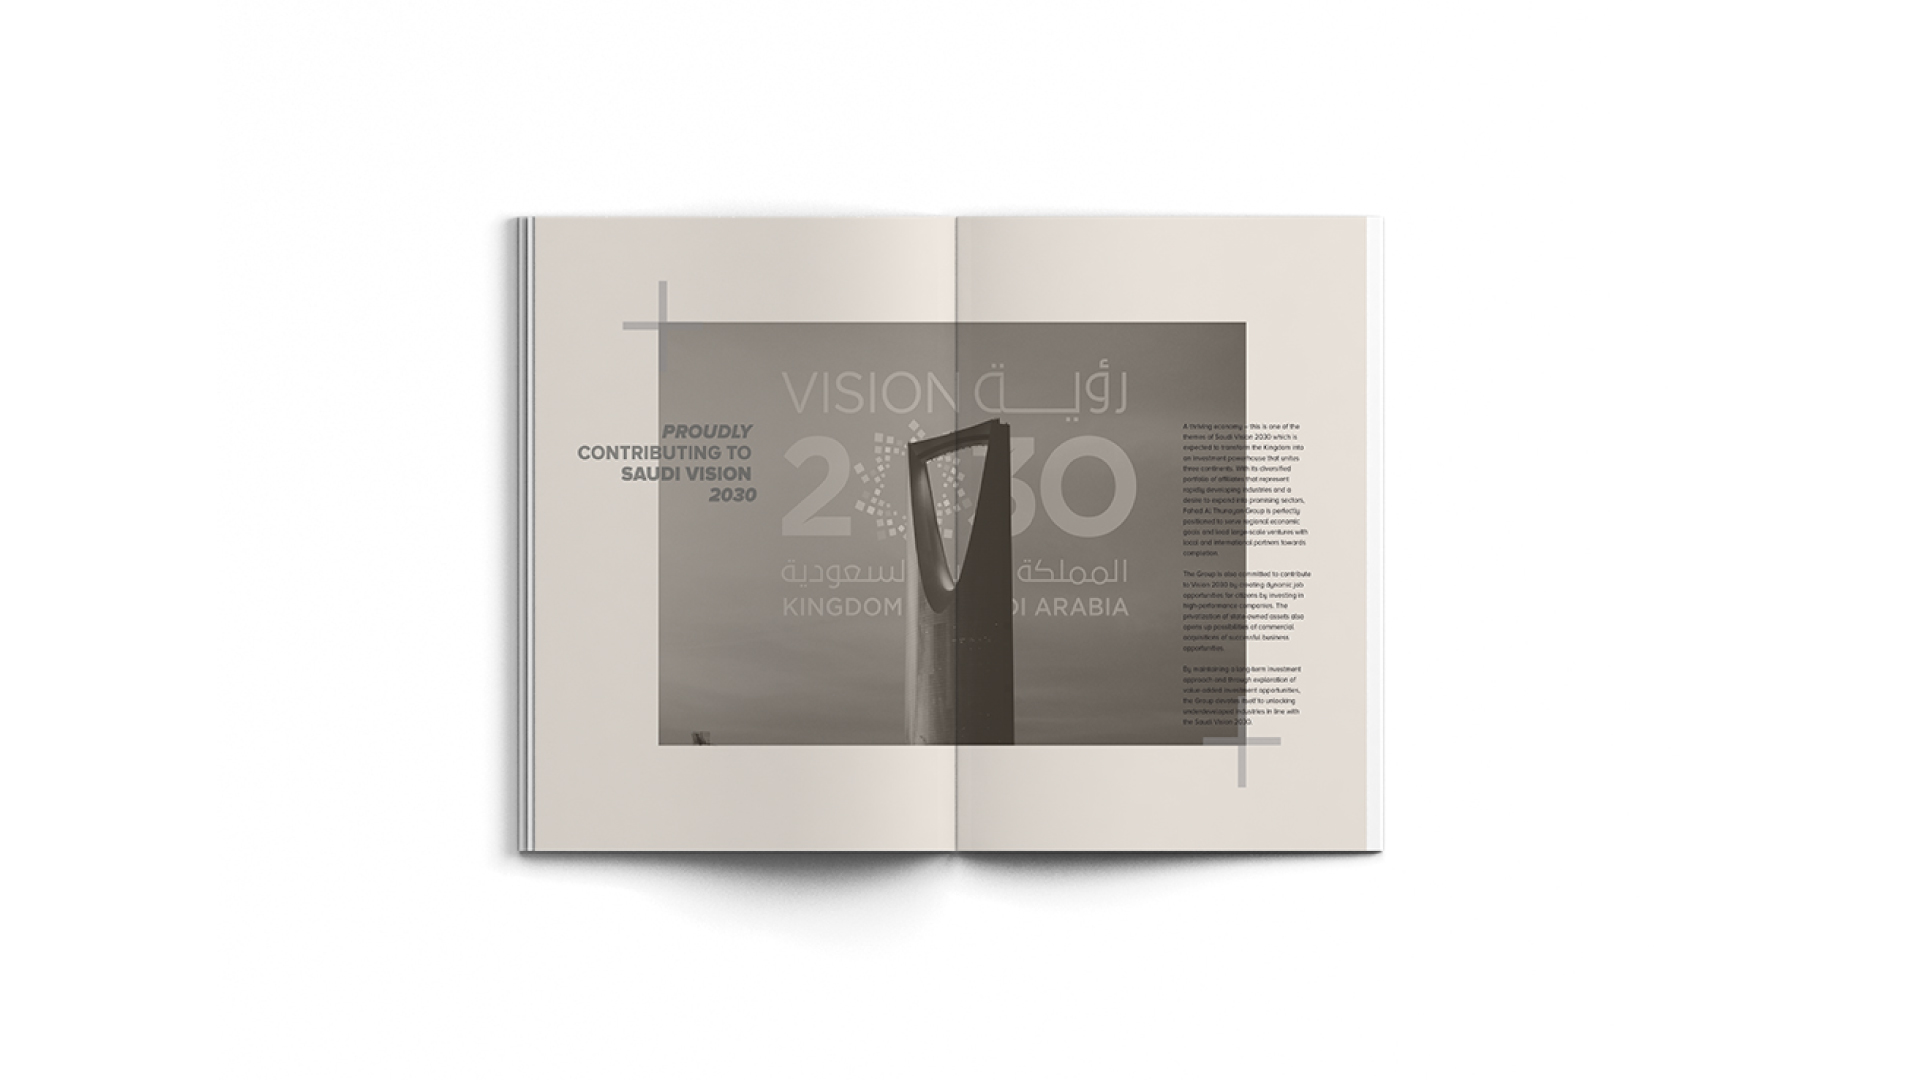 PROUDLY
CONTRIBUTING TO
SAUDI VISION
2030
VISION رؤيــة
2030
المملكة السعودية
KINGDOM DI ARABIA
A thriving economy – this is one of the
themes of Saudi Vision 2030 which is
expected to transform the Kingdom into
an investment powerhouse that unites
three continents. With its diversified
portfolio of affiliates that represent
rapidly developing industries and a
desire to expand into promising sectors,
Fahad Al Thunayan Group is perfectly
positioned to serve regional economic
goals and lead large-scale ventures with
local and international partners towards
completion.
The Group is also committed to contribute
to Vision 2030 by creating dynamic job
opportunities for citizens by investing in
high-performance companies. The
privatization of state-owned assets also
opens up possibilities of commercial
acquisitions of successful business
opportunities.
By maintaining a long-term investment
approach and through exploration of
value-added investment opportunities,
the Group devotes itself to unlocking
underdeveloped industries in line with
the Saudi Vision 2030.